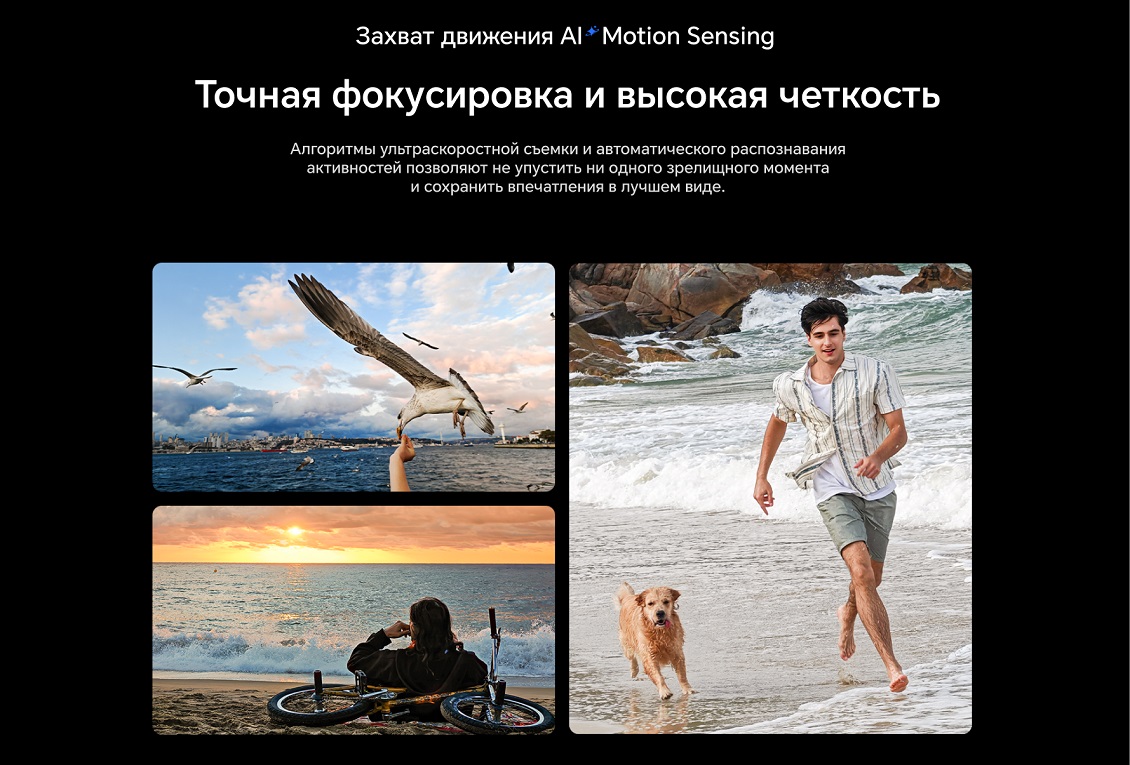 Захват движения AI Motion Sensing
Точная фокусировка и высокая четкость
Алгоритмы ультраскоростной съемки и автоматического распознавания
активностей позволяют не упустить ни одного зрелищного момента
и сохранить впечатления в лучшем виде.